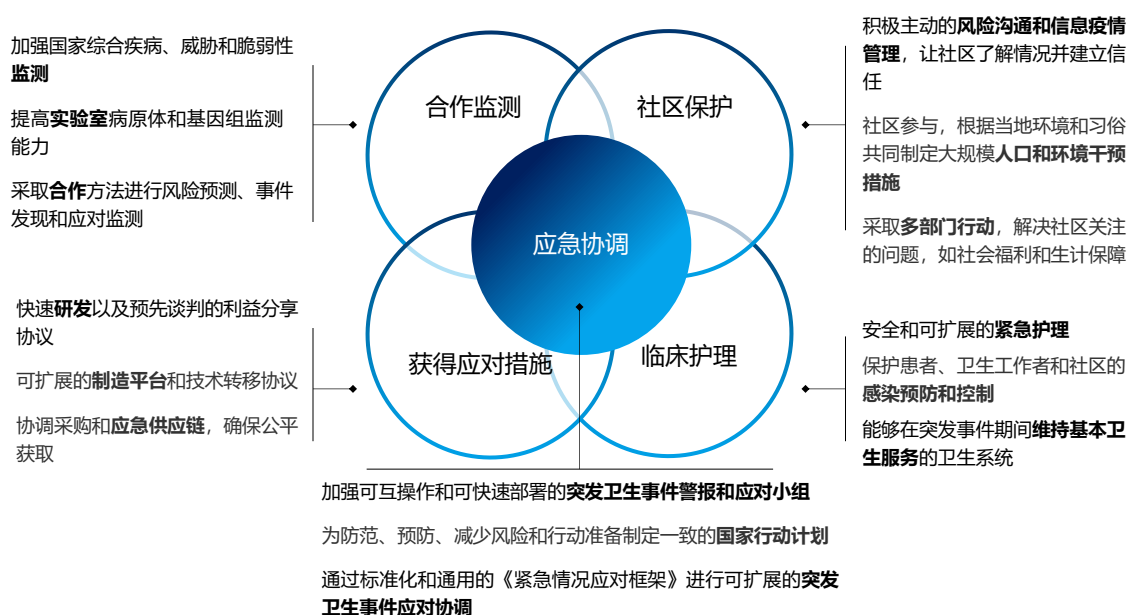 加强国家综合疾病、威胁和脆弱性
监测
提高实验室病原体和基因组监测
能力
采取合作方法进行风险预测、事件
发现和应对监测
合作监测
社区保护
积极主动的风险沟通和信息疫情
管理，让社区了解情况并建立信
任
社区参与，根据当地环境和习俗
共同制定大规模人口和环境干预
措施
采取多部门行动，解决社区关注
的问题，如社会福利和生计保障
应急协调
快速研发以及预先谈判的利益分享
协议
可扩展的制造平台和技术转移协议
协调采购和应急供应链，确保公平
获取
获得应对措施
临床护理
安全和可扩展的紧急护理
保护患者、卫生工作者和社区的
感染预防和控制
能够在突发事件期间维持基本卫
生服务的卫生系统
加强可互操作和可快速部署的突发卫生事件警报和应对小组
为防范、预防、减少风险和行动准备制定一致的国家行动计划
通过标准化和通用的《紧急情况应对框架》进行可扩展的突发
卫生事件应对协调